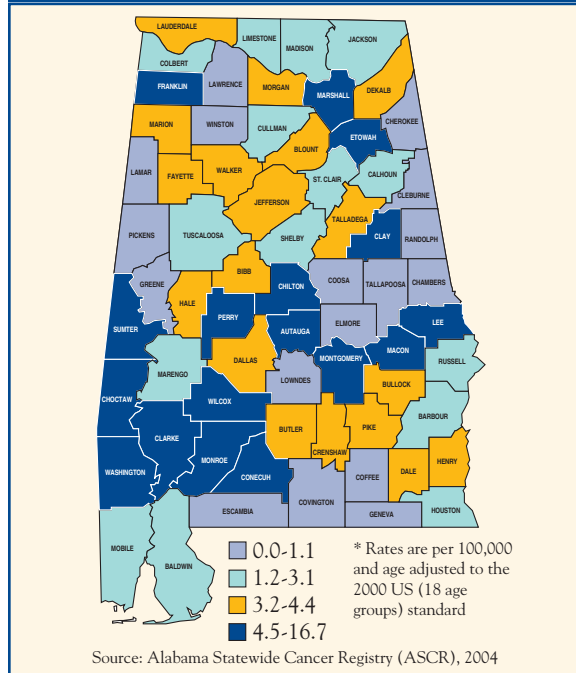 LAUDERDALE
LIMESTONE
MADISON
JACKSON
COLBERT
FRANKLIN
LAWRENCE
MORGAN
MARSHALL
DEKALB
MARION
WINSTON
CULLMAN
BLOUNT
ETOWAH
CHEROKEE
LAMAR
FAYETTE
WALKER
JEFFERSON
ST. CLAIR
CALHOUN
CLEBURNE
PICKENS
TUSCALOOSA
SHELBY
TALLADEGA
CLAY
RANDOLPH
GREENE
HALE
BIBB
CHILTON
COOSA
TALLAPOOSA
CHAMBERS
SUMTER
PERRY
AUTAUGA
ELMORE
LEE
MARENGO
DALLAS
LOWNDES
MONTGOMERY
MACON
RUSSELL
CHOCTAW
WILCOX
BULLOCK
CLARKE
BUTLER
CRENSHAW
PIKE
BARBOUR
WASHINGTON
MONROE
CONECUH
COFFEE
DALE
HENRY
ESCAMBIA
COVINGTON
GENEVA
HOUSTON
MOBILE
BALDWIN
0.0-1.1
1.2-3.1
3.2-4.4
4.5-16.7
* Rates are per 100,000
and age adjusted to the
2000 US (18 age
groups) standard
Source: Alabama Statewide Cancer Registry (ASCR), 2004